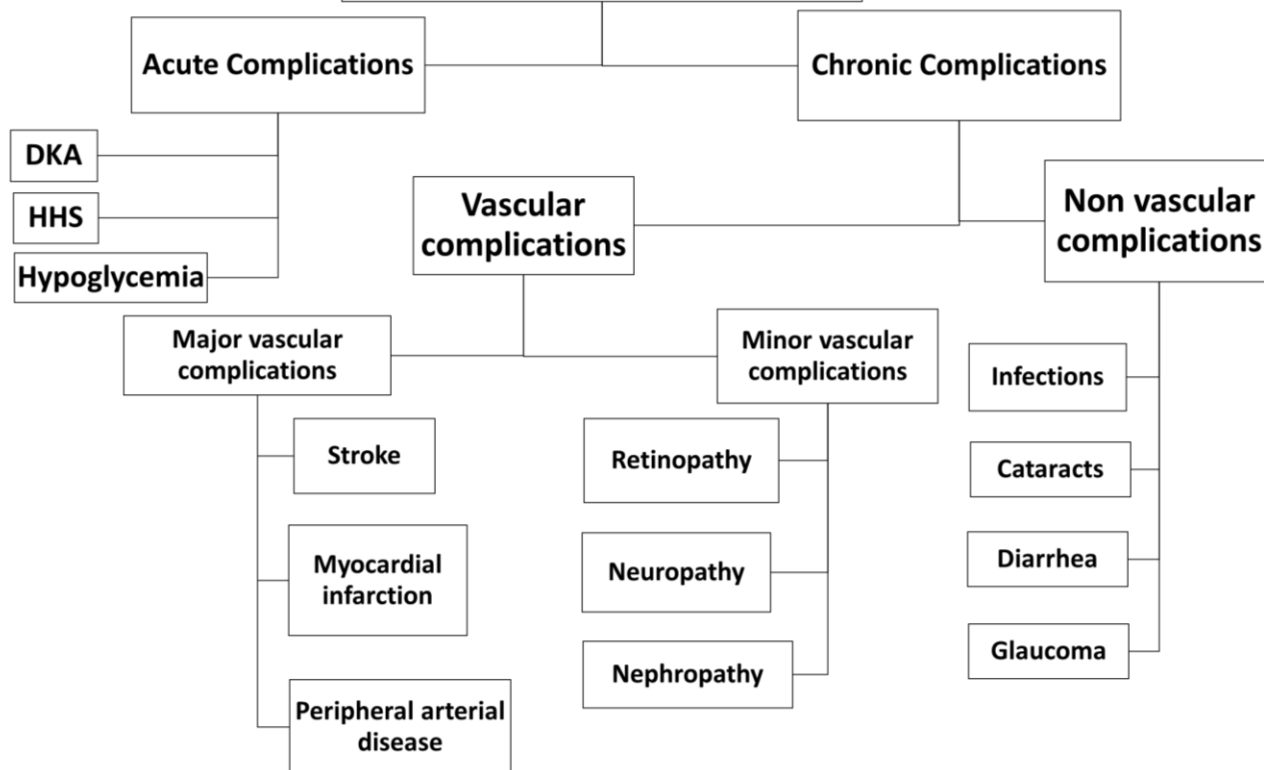 Acute Complications
Chronic Complications
DKA
HHS
Hypoglycemia
Vascular
complications
Non vascular
complications
Major vascular
complications
Minor vascular
complications
Stroke
Myocardial
infarction
Peripheral arterial
disease
Retinopathy
Neuropathy
Nephropathy
Infections
Cataracts
Diarrhea
Glaucoma